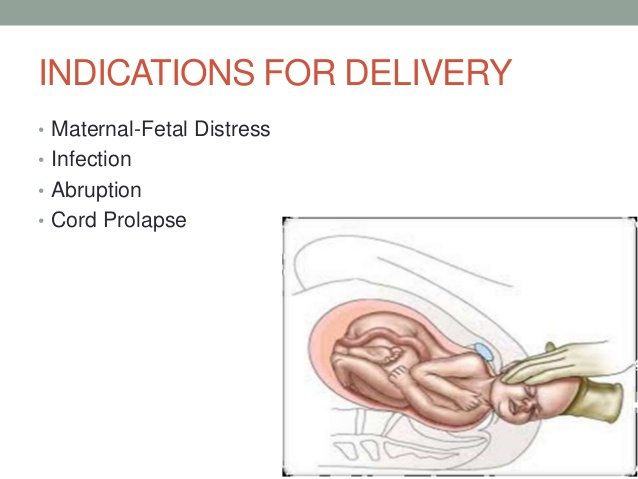 INDICATIONS FOR DELIVERY
• Maternal-Fetal Distress
• Infection
• Abruption
• Cord Prolapse